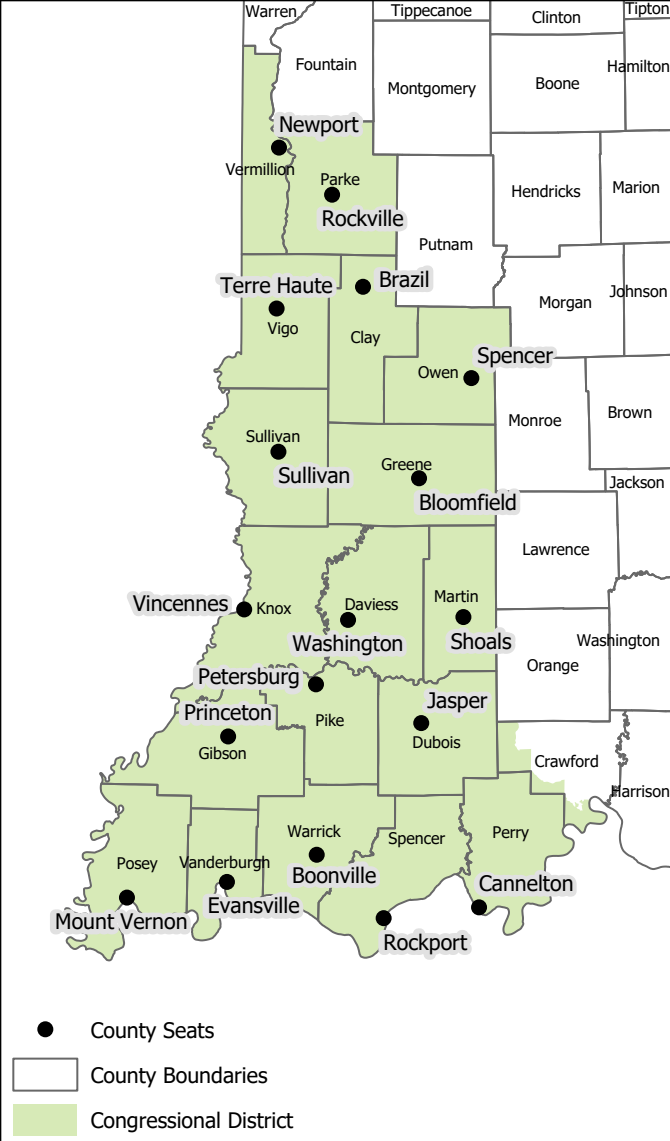 Warren
Tippecanoe
Clinton
Tipton
Fountain
Montgomery
Boone
Hamilton
Newport
Vermillion
Parke
Rockville
Hendricks
Marion
Putnam
Terre Haute
Brazil
Vigo
Clay
Morgan
Johnson
Spencer
Owen
Monroe
Brown
Sullivan
Sullivan
Greene
Bloomfield
Jackson
Lawrence
Vincennes
Knox
Daviess
Washington
Martin
Shoals
Washington
Orange
Petersburg
Princeton
Pike
Jasper
Gibson
Dubois
Crawford
Harrison
Warrick
Spencer
Perry
Posey
Vanderburgh
Boonville
Cannelton
Mount Vernon
Evansville
Rockport
County Seats
County Boundaries
Congressional District